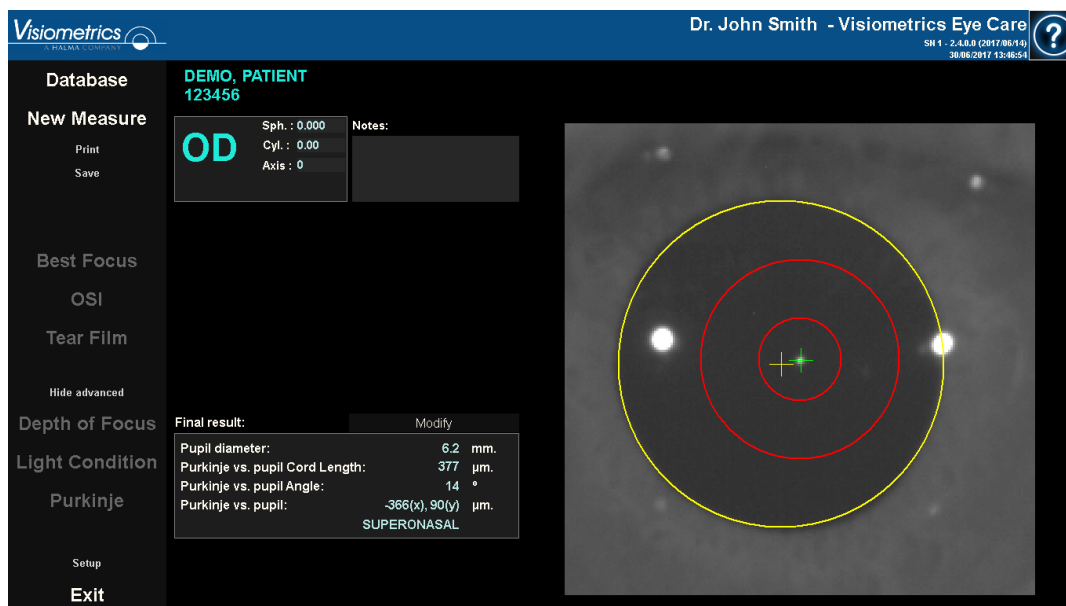 Visiometrics
A HALMA COMPANY
Dr. John Smith - Visiometrics Eye Care
SN 1 - 2.4.0.0 (2017/06/14)
30/06/2017 13:46:54
?
Database
New Measure
Print
Save
Best Focus
OSI
Tear Film
Hide advanced
Depth of Focus
Light Condition
Purkinje
Setup
Exit
DEMO, PATIENT
123456
OD
Sph. : 0.000
Cyl. : 0.00
Axis : 0
Notes:
Final result: Modify
Pupil diameter: 6.2 mm.
Purkinje vs. pupil Cord Length: 377 µm.
Purkinje vs. pupil Angle: 14 º
Purkinje vs. pupil: -366(x), 90(y) µm.
SUPERONASAL